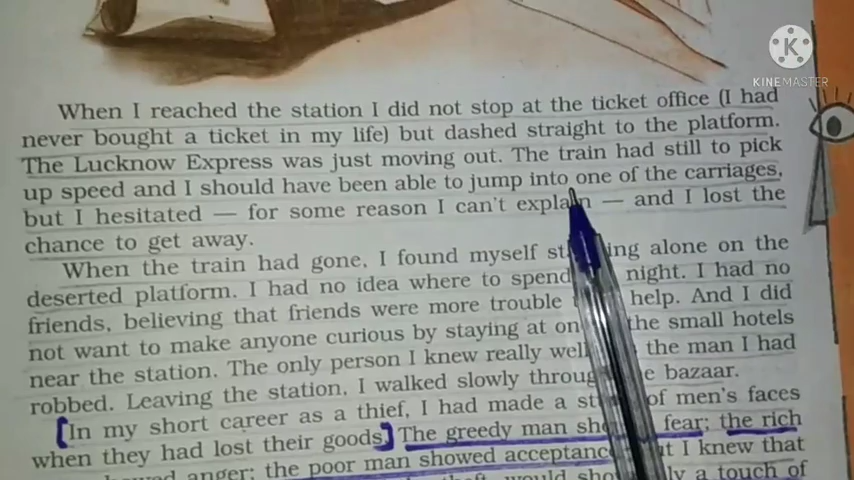 K
KINEMASTER
When I reached the station I did not stop at the ticket office (I had
never bought a ticket in my life) but dashed straight to the platform.
The Lucknow Express was just moving out. The train had still to pick
up speed and I should have been able to jump into one of the carriages,
but I hesitated — for some reason I can't explain — and I lost the
chance to get away.
When the train had gone, I found myself ing alone on the
deserted platform. I had no idea where to spend night. I had no
friends, believing that friends were more trouble help. And I did
not want to make anyone curious by staying at on the small hotels
near the station. The only person I knew really well the man I had
robbed. Leaving the station, I walked slowly throug e bazaar.
[In my short career as a thief, I had made a st of men's faces
when they had lost their goods] The greedy man sho fear; the rich
anger; the poor man showed acceptance t I knew that
a touch of